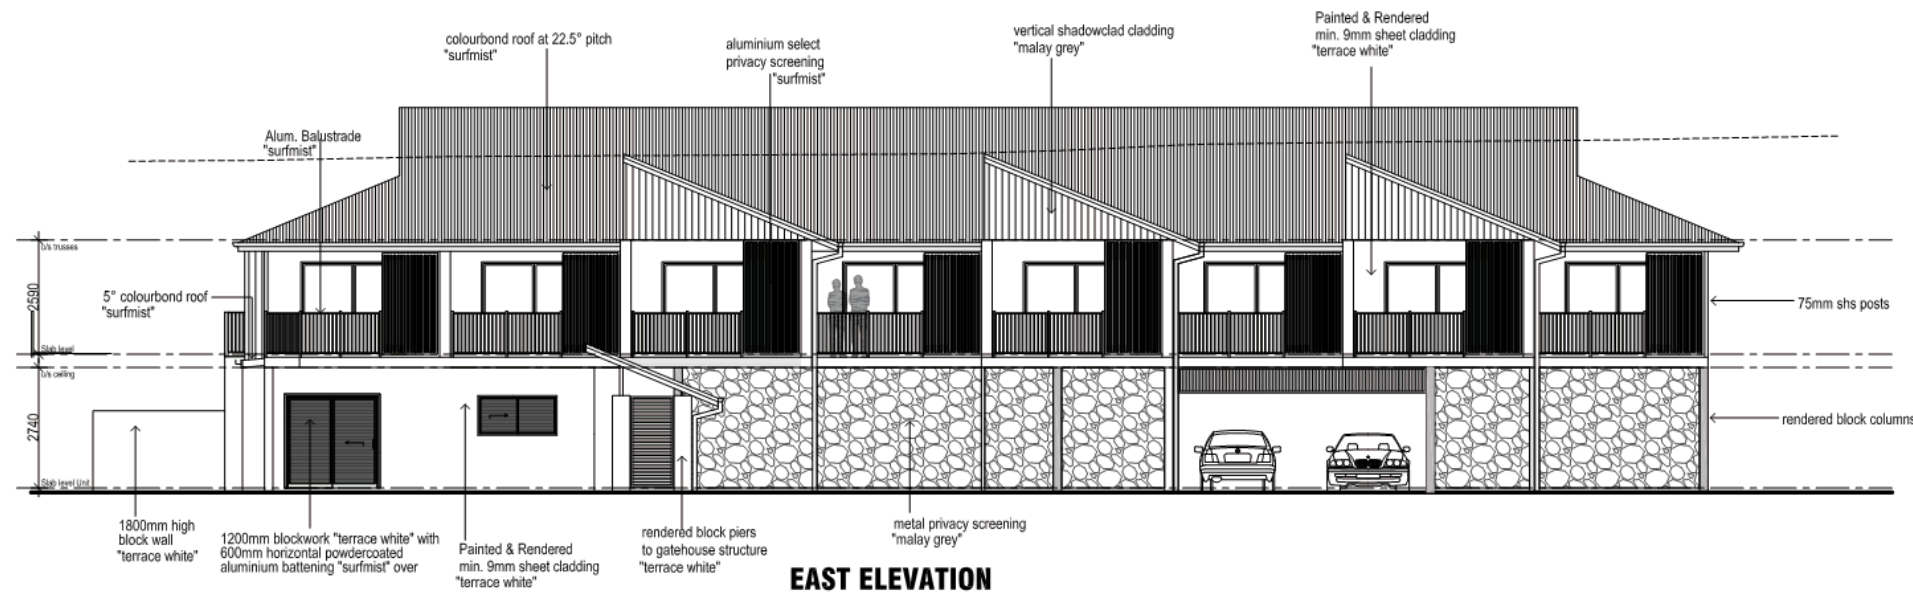 Painted & Rendered
min. 9mm sheet cladding
"terrace white"
vertical shadowclad cladding
"malay grey"
colourbond roof at 22.5° pitch
"surfmist"
aluminium select
privacy screening
"surfmist"
Alum. Balustrade
"surfmist"
U/s trusses
2590
5° colourbond roof
"surfmist"
75mm shs posts
Slab level
U/s ceiling
2740
rendered block columns
Slab level Unit
1800mm high
block wall
"terrace white"
1200mm blockwork "terrace white" with
600mm horizontal powdercoated
aluminium battening "surfmist" over
Painted & Rendered
min. 9mm sheet cladding
"terrace white"
rendered block piers
to gatehouse structure
"terrace white"
metal privacy screening
"malay grey"
EAST ELEVATION